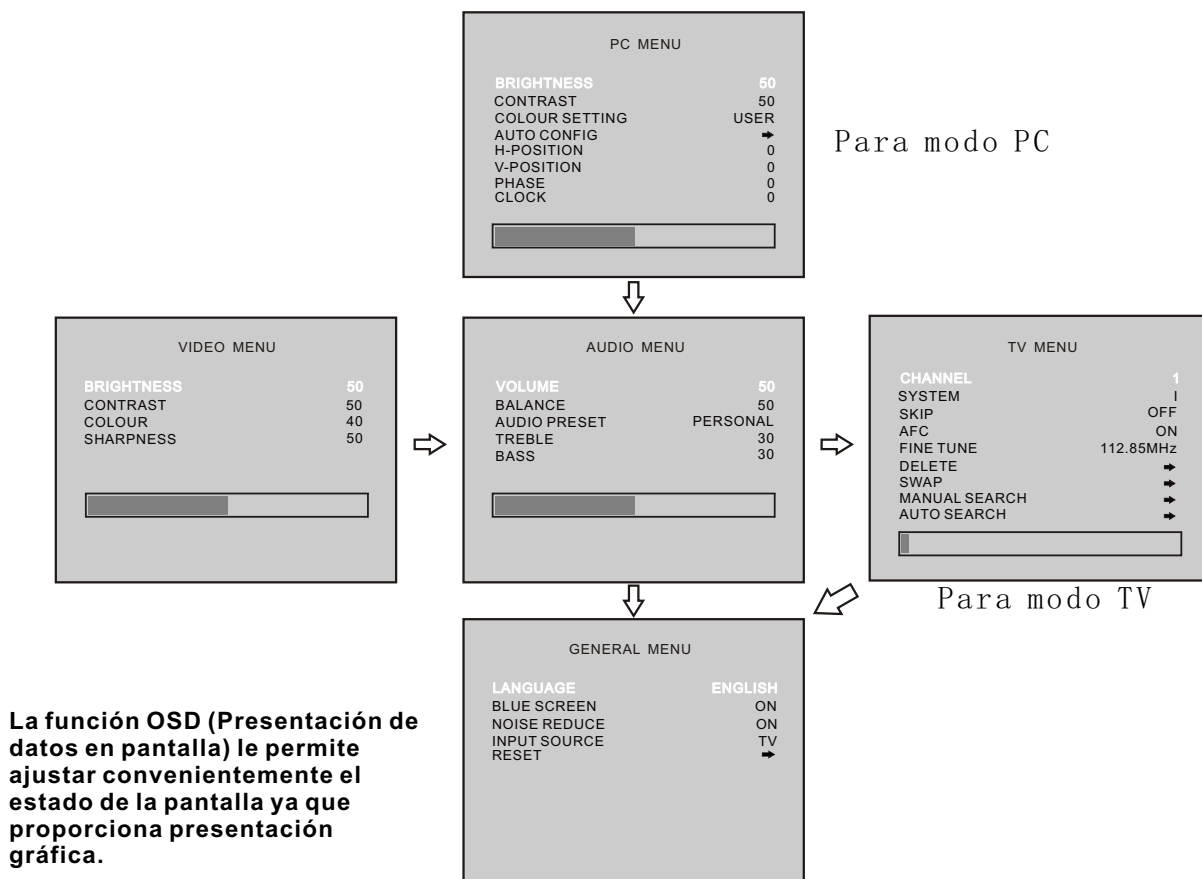 PC MENU
BRIGHTNESS 50
CONTRAST 50
COLOUR SETTING USER
AUTO CONFIG
H-POSITION 0
V-POSITION 0
PHASE 0
CLOCK 0
Para modo PC
VIDEO MENU
BRIGHTNESS 50
CONTRAST 50
COLOUR 40
SHARPNESS 50
AUDIO MENU
VOLUME 50
BALANCE 50
AUDIO PRESET PERSONAL
TREBLE 30
BASS 30
TV MENU
CHANNEL 1
SYSTEM I
SKIP OFF
AFC ON
FINE TUNE 112.85MHz
DELETE
SWAP
MANUAL SEARCH
AUTO SEARCH
Para modo TV
GENERAL MENU
LANGUAGE ENGLISH
BLUE SCREEN ON
NOISE REDUCE ON
INPUT SOURCE TV
RESET
La función OSD (Presentación de
datos en pantalla) le permite
ajustar convenientemente el
estado de la pantalla ya que
proporciona presentación
gráfica.